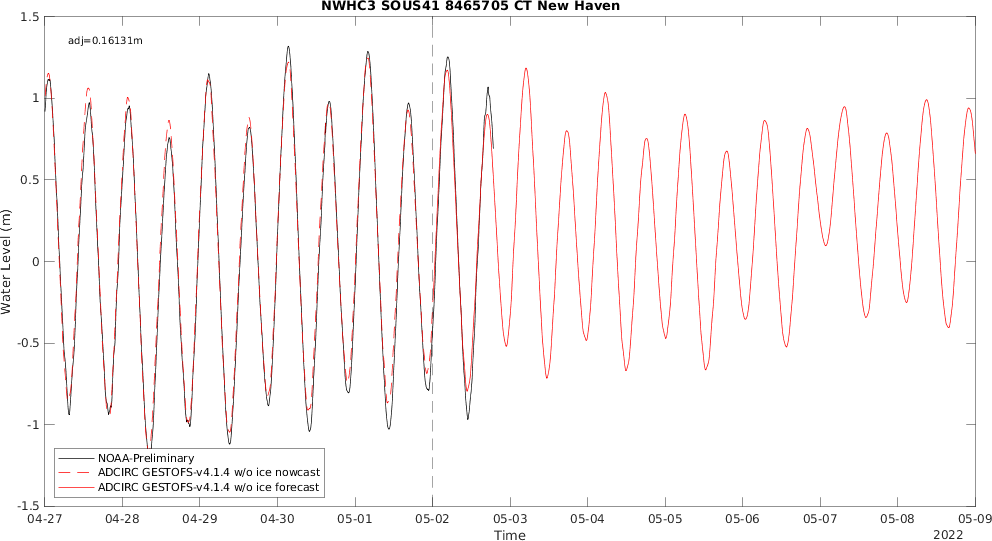 NWHC3 SOUS41 8465705 CT New Haven
adj=0.16131m
Water Level (m)
1.5
1
0.5
0
-0.5
-1
-1.5
NOAA-Preliminary
ADCIRC GESTOFS-v4.1.4 w/o ice nowcast
ADCIRC GESTOFS-v4.1.4 w/o ice forecast
04-27 04-28 04-29 04-30 05-01 05-02 05-03 05-04 05-05 05-06 05-07 05-08 05-09
Time
2022